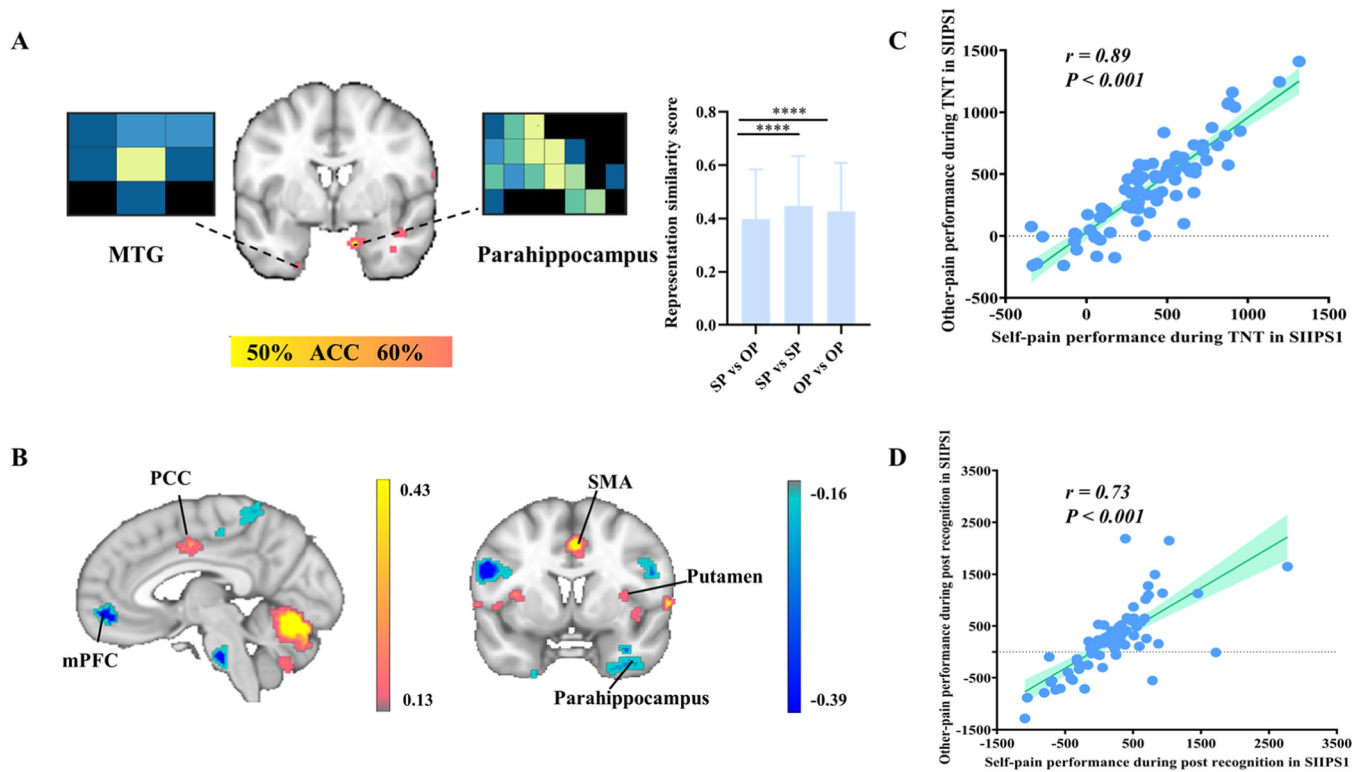 A
MTG
Parahippocampus
50% ACC 60%
Representation similarity score
0.8
0.6
0.4
0.2
0.0
****
****
SP vs OP
SP vs SP
OP vs OP
C
Other-pain performance during TNT in SIIPS1
1500
1000
500
0
-500
r = 0.89
P < 0.001
-500
0
500
1000
1500
Self-pain performance during TNT in SIIPS1
B
PCC
mPFC
0.43
0.13
SMA
Putamen
Parahippocampus
-0.16
-0.39
D
Other-pain performance during post recognition in SIIPS1
3500
2500
1500
500
-500
-1500
r = 0.73
P < 0.001
-1500
-500
500
1500
2500
3500
Self-pain performance during post recognition in SIIPS1